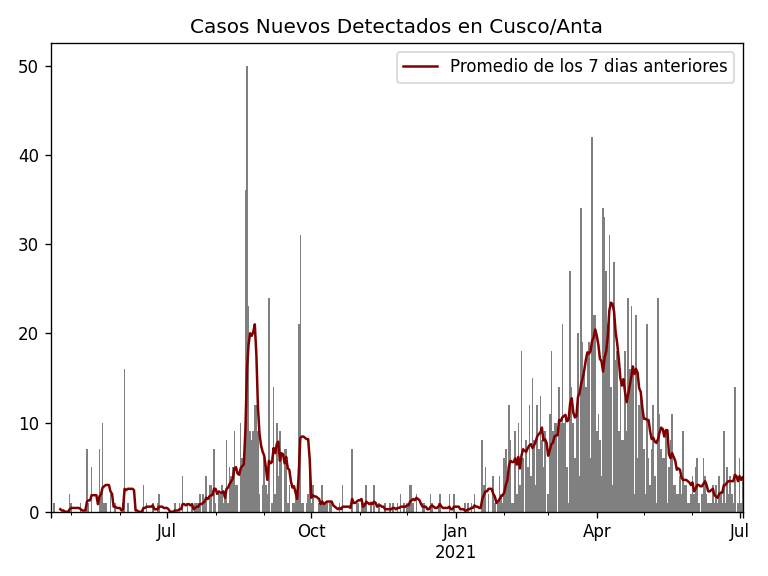 Casos Nuevos Detectados en Cusco/Anta
Promedio de los 7 dias anteriores
50
40
30
20
10
0
Jul
Oct
Jan
2021
Apr
Jul